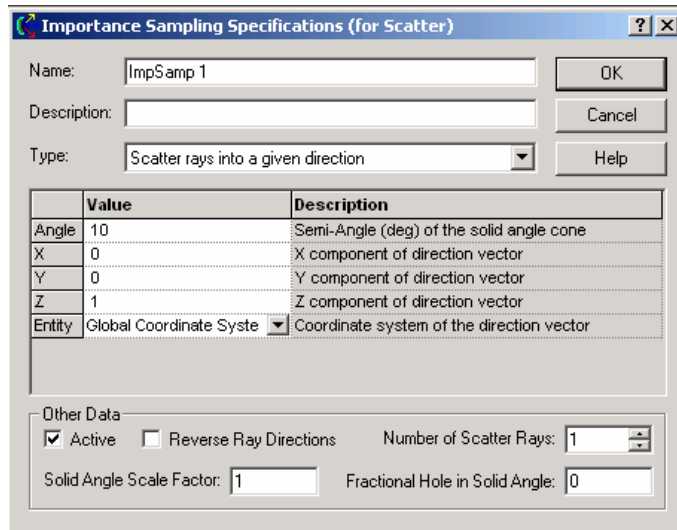 Importance Sampling Specifications (for Scatter)
Name: ImpSamp 1 OK
Description: Cancel
Type: Scatter rays into a given direction Help
Value Description
Angle 10 Semi-Angle (deg) of the solid angle cone
X 0 X component of direction vector
Y 0 Y component of direction vector
Z 1 Z component of direction vector
Entity Global Coordinate Syste Coordinate system of the direction vector
Other Data
Active Reverse Ray Directions Number of Scatter Rays: 1
Solid Angle Scale Factor: 1 Fractional Hole in Solid Angle: 0